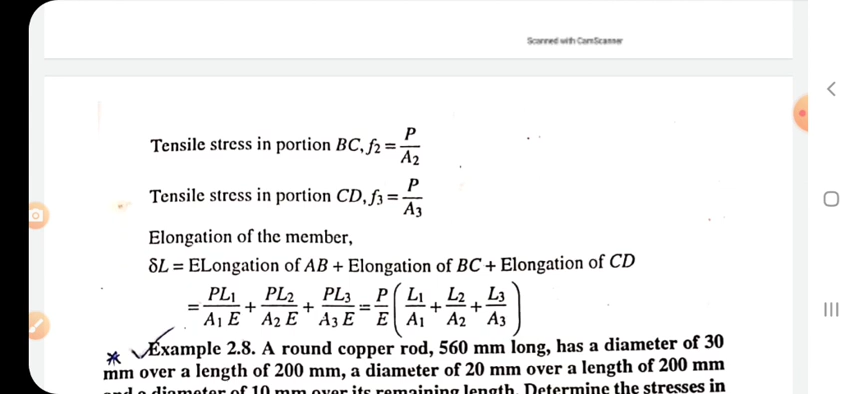 Scanned with CamScanner
Tensile stress in portion BC, f2 = P/A2
Tensile stress in portion CD, f3 = P/A3
Elongation of the member,
δL = ELongation of AB + Elongation of BC + Elongation of CD
= PL1/A1 E + PL2/A2 E + PL3/A3 E = P/E (L1/A1 + L2/A2 + L3/A3)
Example 2.8. A round copper rod, 560 mm long, has a diameter of 30
mm over a length of 200 mm, a diameter of 20 mm over a length of 200 mm
and a diameter of 10 mm over its remaining length. Determine the stresses in